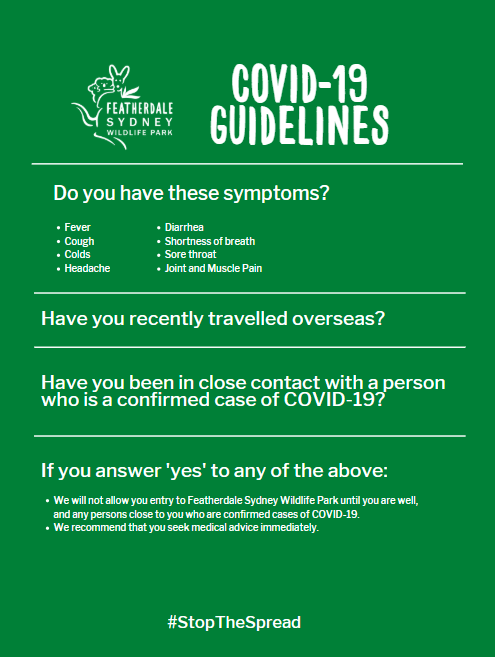 FEATHERDALE
SYDNEY
WILDLIFE PARK
COVID-19
GUIDELINES
Do you have these symptoms?
• Fever
• Cough
• Colds
• Headache
• Diarrhea
• Shortness of breath
• Sore throat
• Joint and Muscle Pain
Have you recently travelled overseas?
Have you been in close contact with a person
who is a confirmed case of COVID-19?
If you answer 'yes' to any of the above:
• We will not allow you entry to Featherdale Sydney Wildlife Park until you are well,
and any persons close to you who are confirmed cases of COVID-19.
• We recommend that you seek medical advice immediately.
#StopTheSpread